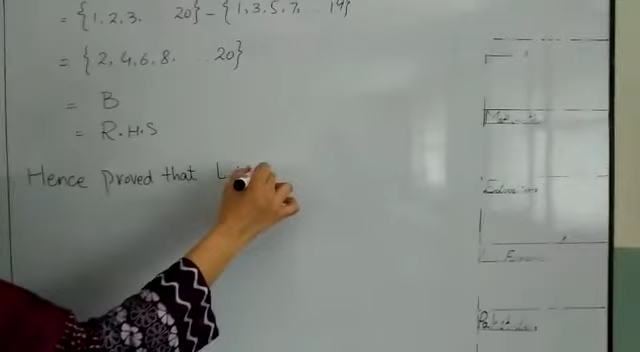 = {1, 2, 3. 20} - {1, 3, 5, 7, .. 19}
= {2, 4, 6, 8. .. 20}
= B
= R.H.S
Hence proved that L